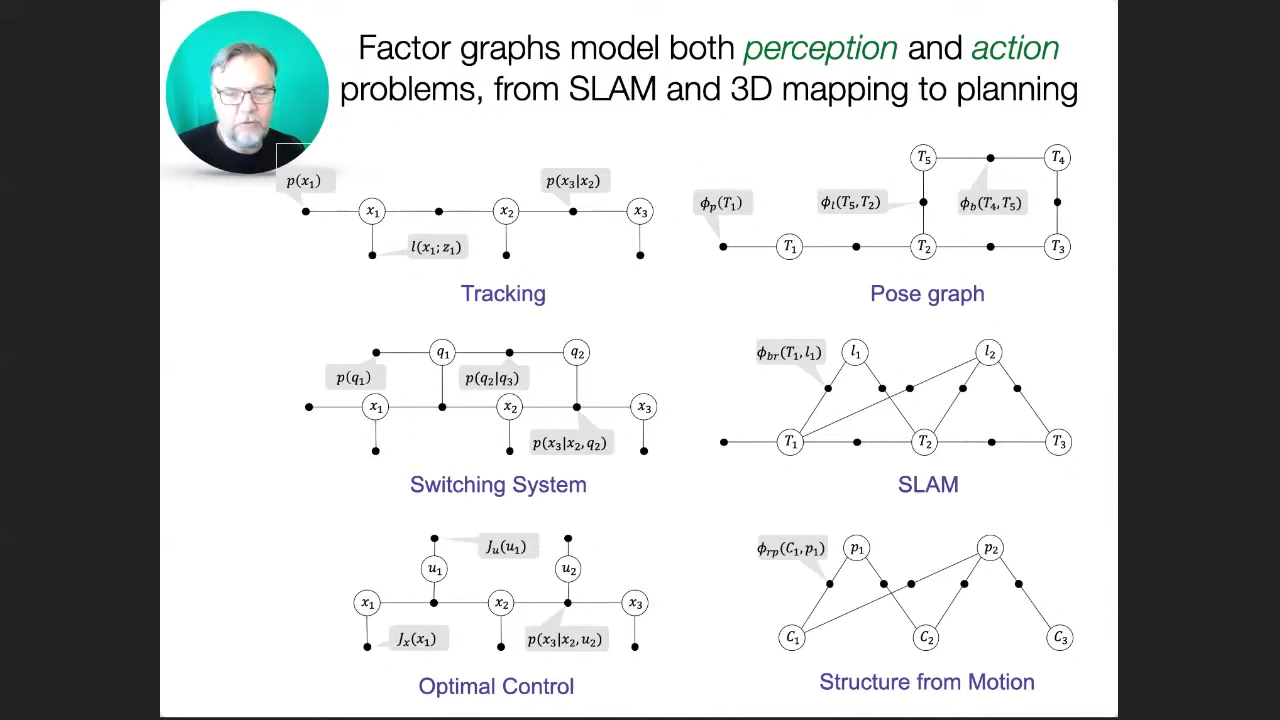 Factor graphs model both perception and action
problems, from SLAM and 3D mapping to planning
p(x₁)
p(x₃|x₂)
x₁
x₂
x₃
l(x₁; z₁)
Tracking
T₅
T₄
ϕₚ(T₁)
ϕₗ(T₅, T₂)
ϕb(T₄, T₅)
T₁
T₂
T₃
Pose graph
q₁
q₂
p(q₁)
p(q₂|q₃)
x₁
x₂
x₃
p(x₃|x₂, q₂)
Switching System
ϕbr(T₁, l₁)
l₁
l₂
T₁
T₂
T₃
SLAM
Jᵤ(u₁)
u₁
u₂
x₁
x₂
x₃
Jₓ(x₁)
p(x₃|x₂, u₂)
Optimal Control
ϕrp(C₁, p₁)
p₁
p₂
C₁
C₂
C₃
Structure from Motion